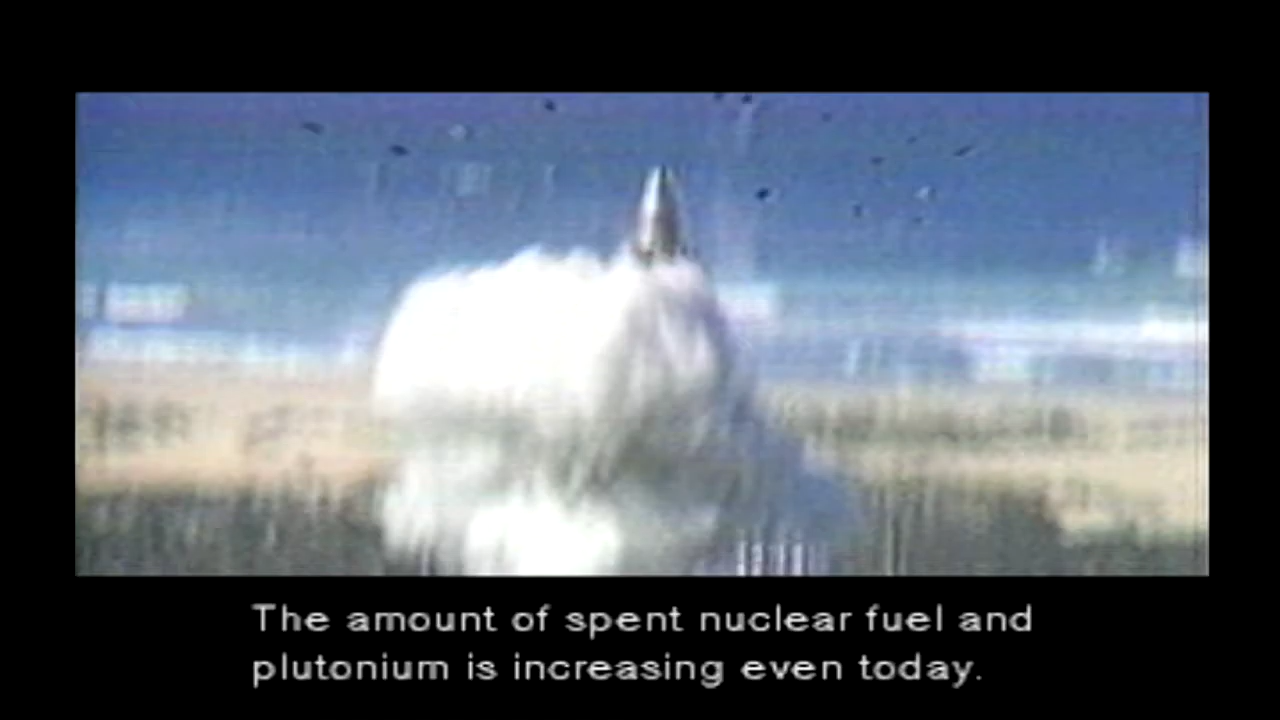 The amount of spent nuclear fuel and
plutonium is increasing even today.